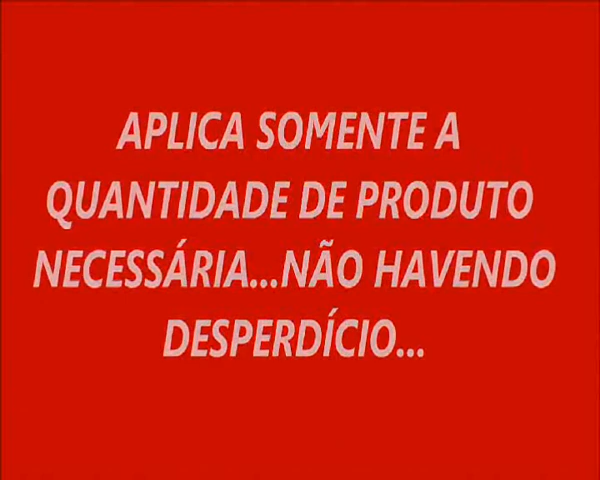 APLICA SOMENTE A
QUANTIDADE DE PRODUTO
NECESSÁRIA...NÃO HAVENDO
DESPERDÍCIO...